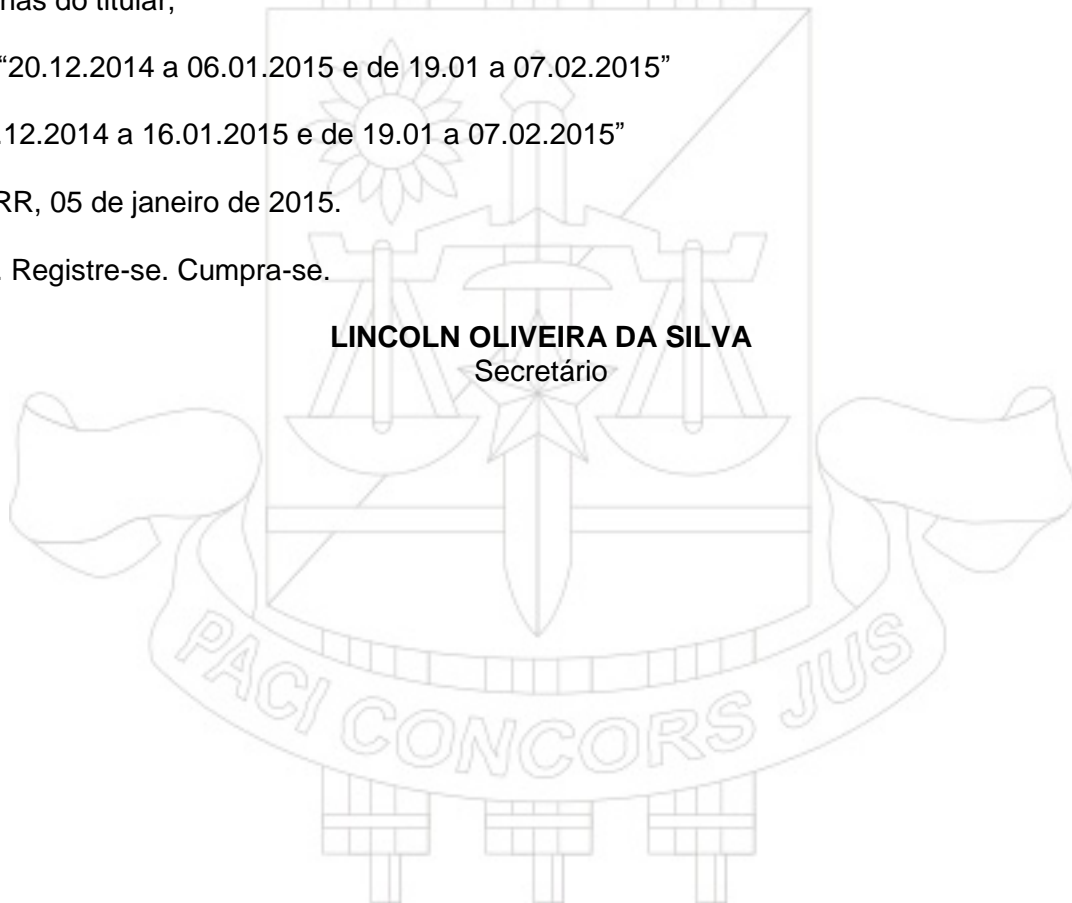 do titular;
“20.12.2014 a 06.01.2015 e de 19.01 a 07.02.2015”
.12.2014 a 16.01.2015 e de 19.01 a 07.02.2015”
RR, 05 de janeiro de 2015.
. Registre-se. Cumpra-se.
LINCOLN OLIVEIRA DA SILVA
Secretário
PACI CONCORS JUS